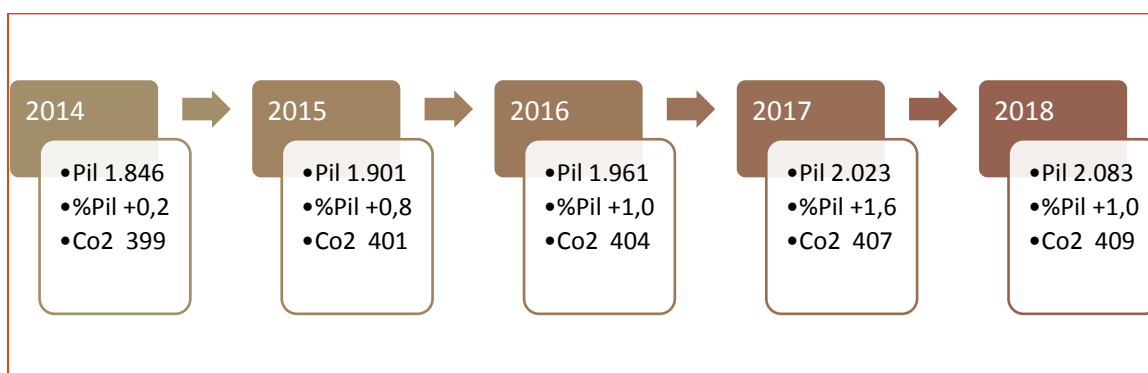 2014
•Pil 1.846
•%Pil +0,2
•Co2 399
2015
•Pil 1.901
•%Pil +0,8
•Co2 401
2016
•Pil 1.961
•%Pil +1,0
•Co2 404
2017
•Pil 2.023
•%Pil +1,6
•Co2 407
2018
•Pil 2.083
•%Pil +1,0
•Co2 409